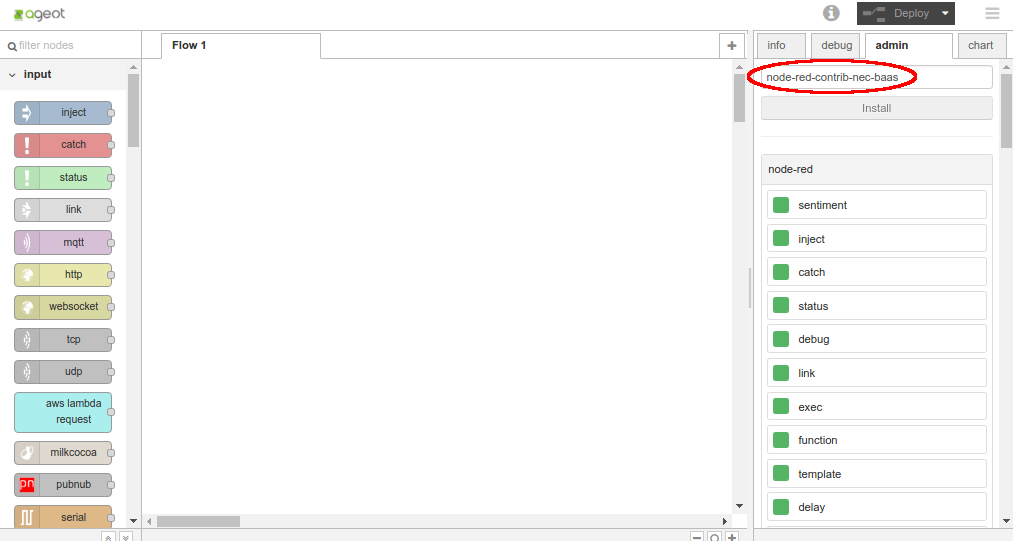 ageot
Deploy
filter nodes
Flow 1
info
debug
admin
chart
input
node-red-contrib-nec-baas
Install
inject
catch
status
link
mqtt
http
websocket
tcp
udp
aws lambda
request
milkcocoa
pubnub
serial
node-red
sentiment
inject
catch
status
debug
link
exec
function
template
delay